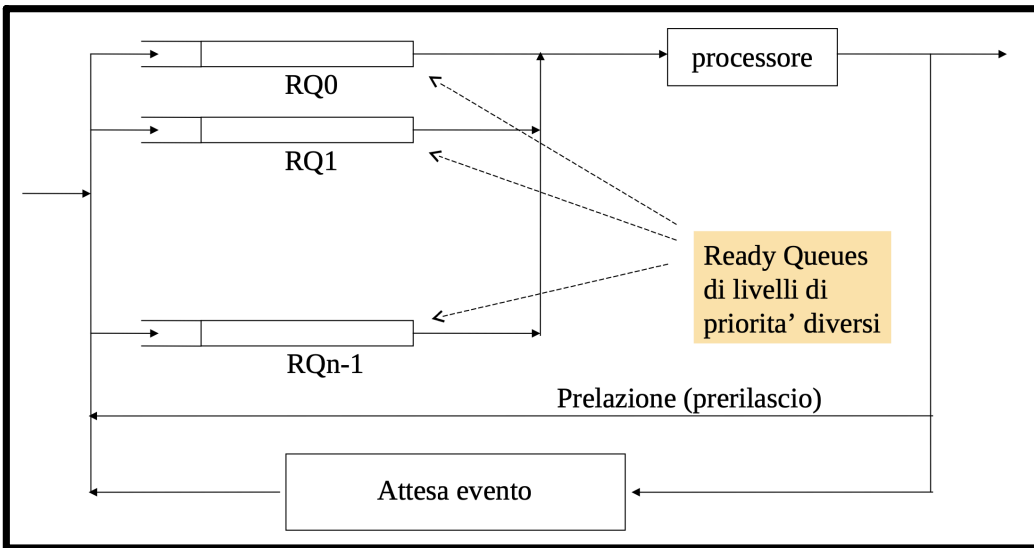 processore
RQ0
RQ1
Ready Queues
di livelli di
priorita’ diversi
RQn-1
Prelazione (prerilascio)
Attesa evento